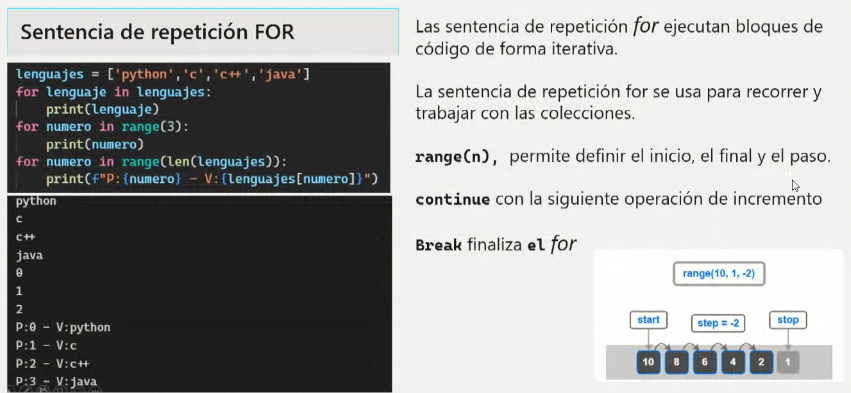 Sentencia de repetición FOR
lenguajes = ['python','c','c++','java']
for lenguaje in lenguajes:
    print(lenguaje)
for numero in range(3):
    print(numero)
for numero in range(len(lenguajes)):
    print(f"P:{numero} - V:{lenguajes[numero]}")
python
c
c++
java
0
1
2
P:0 - V:python
P:1 - V:c
P:2 - V:c++
P:3 - V:java
Las sentencia de repetición for ejecutan bloques de
código de forma iterativa.
La sentencia de repetición for se usa para recorrer y
trabajar con las colecciones.
range(n), permite definir el inicio, el final y el paso.
continue con la siguiente operación de incremento
Break finaliza el for
range(10, 1, -2)
start step = -2 stop
10 8 6 4 2 1